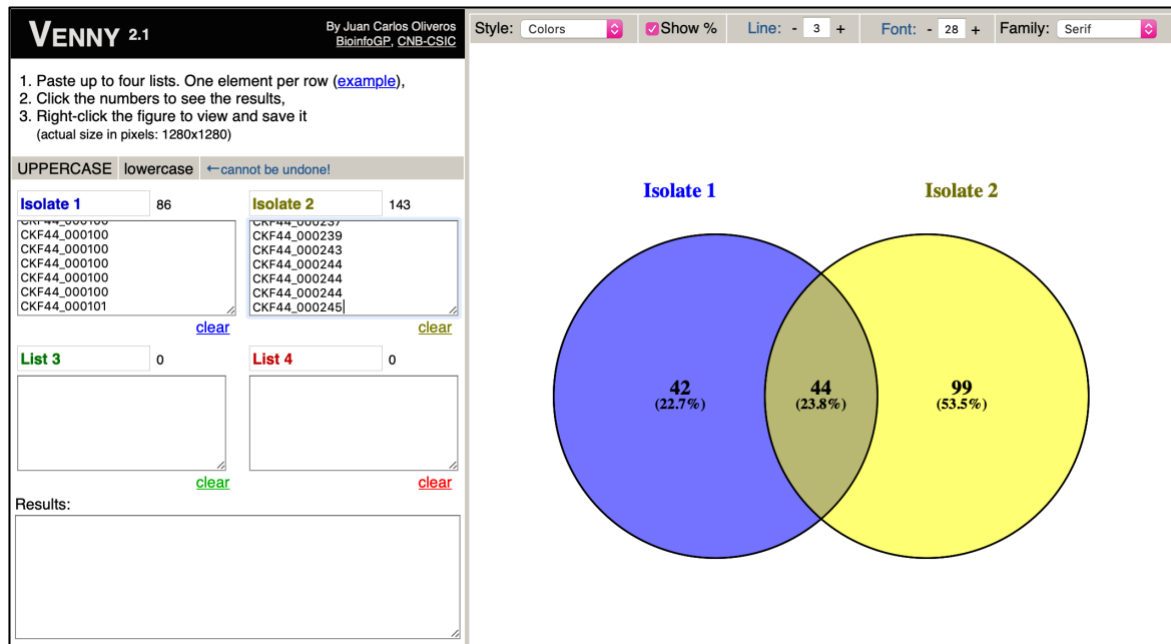 VENNY 2.1
By Juan Carlos Oliveros
BioinfoGP, CNB-CSIC
1. Paste up to four lists. One element per row (example),
2. Click the numbers to see the results,
3. Right-click the figure to view and save it
(actual size in pixels: 1280x1280)
UPPERCASE lowercase ←cannot be undone!
Isolate 1 86
Isolate 2 143
CKF44_000100
CKF44_000100
CKF44_000100
CKF44_000100
CKF44_000100
CKF44_000100
CKF44_000101
clear
CKF44_000237
CKF44_000239
CKF44_000243
CKF44_000244
CKF44_000244
CKF44_000244
CKF44_000245
clear
List 3 0
List 4 0
clear
clear
Results:
Style: Colors Show % Line: - 3 + Font: - 28 + Family: Serif
Isolate 1
Isolate 2
42
(22.7%)
44
(23.8%)
99
(53.5%)